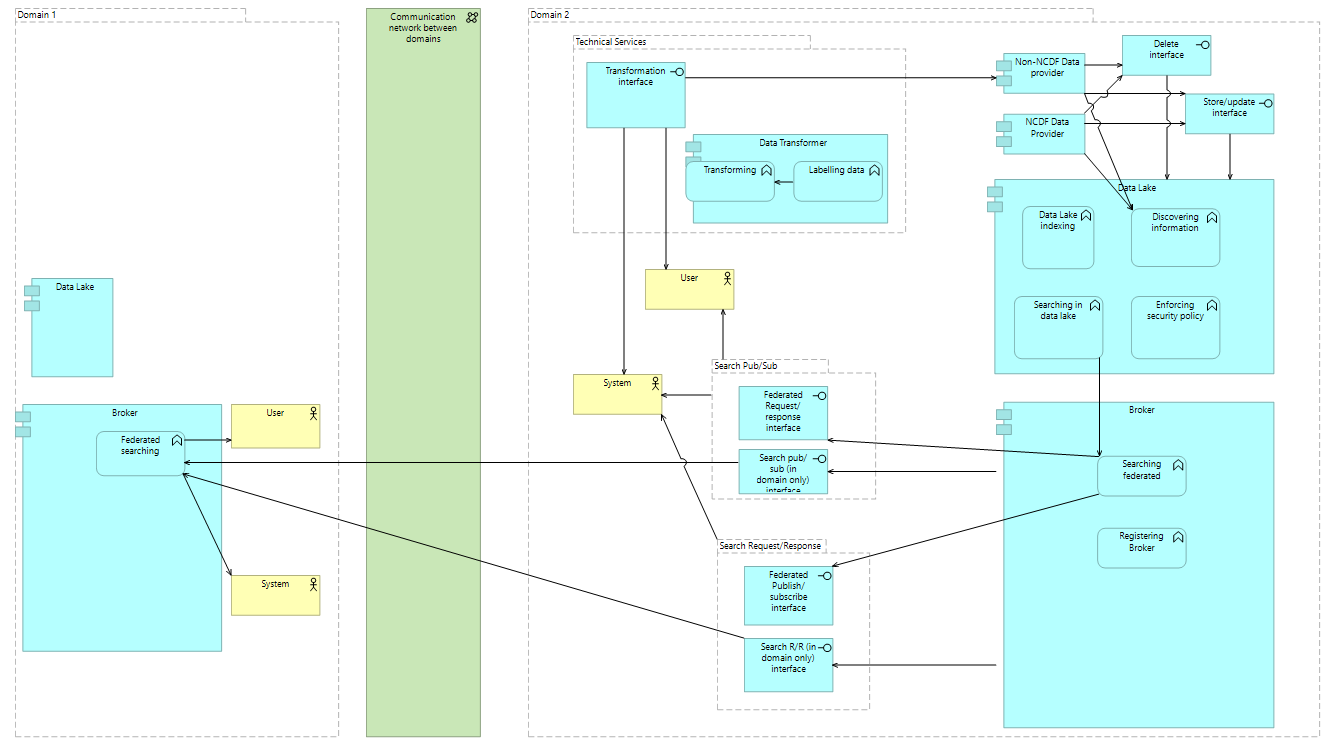 Domain 1
Communication
network between
domains
Domain 2
Technical Services
Transformation
interface
Non-NCDF Data
provider
Delete
interface
Store/update
interface
NCDF Data
Provider
Data Transformer
Transforming
Labelling data
Data Lake
Data Lake
indexing
Discovering
information
Searching in
data lake
Enforcing
security policy
User
System
Data Lake
Broker
Federated
searching
User
System
Search Pub/Sub
Federated
Request/
response
interface
Search pub/
sub (in
domain only)
interface
Broker
Searching
federated
Registering
Broker
Search Request/Response
Federated
Publish/
subscribe
interface
Search R/R (in
domain only)
interface